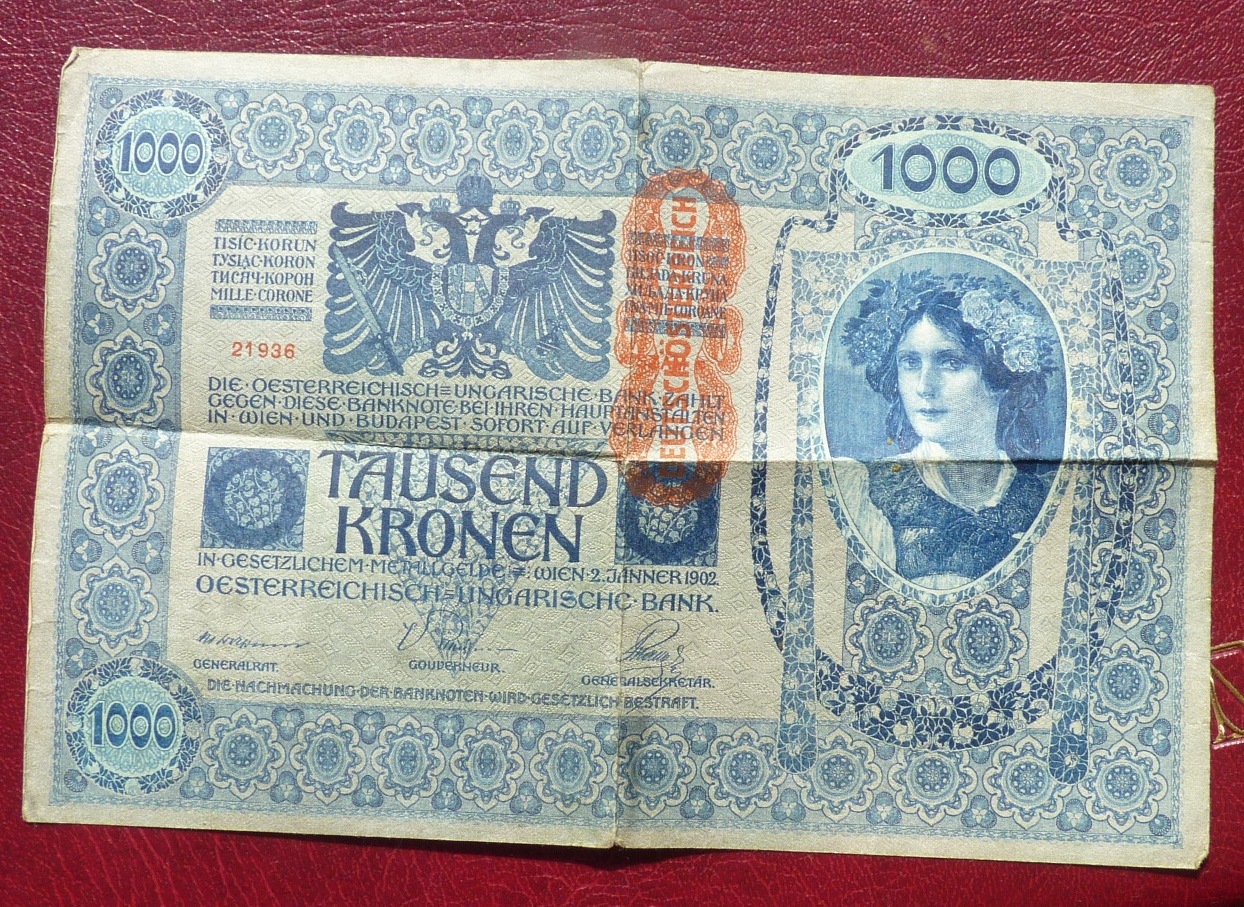 1000
1000
TISÍC·KORUN
TYSIĄC·KORON
ТИСЯЧ·КОРОН
MILLE·CORONE
TISOČ·KRON
21936
DEUTSCHÖSTERREICH
DIE·OESTERREICHISCH=UNGARISCHE·BANK·ZAHLT
GEGEN·DIESE·BANKNOTE·BEI·IHREN·HAUPTANSTALTEN
IN·WIEN·UND·BUDAPEST·SOFORT·AUF·VERLANGEN
TAUSEND
KRONEN
IN·GESETZLICHEM·METALLGELDE·WIEN·2.JÄNNER 1902.
OESTERREICHISCH=UNGARISCHE·BANK.
GENERALRAT.
GOUVERNEUR.
GENERALSEKRETÄR.
DIE·NACHMACHUNG·DER·BANKNOTEN·WIRD·GESETZLICH·BESTRAFT.
1000